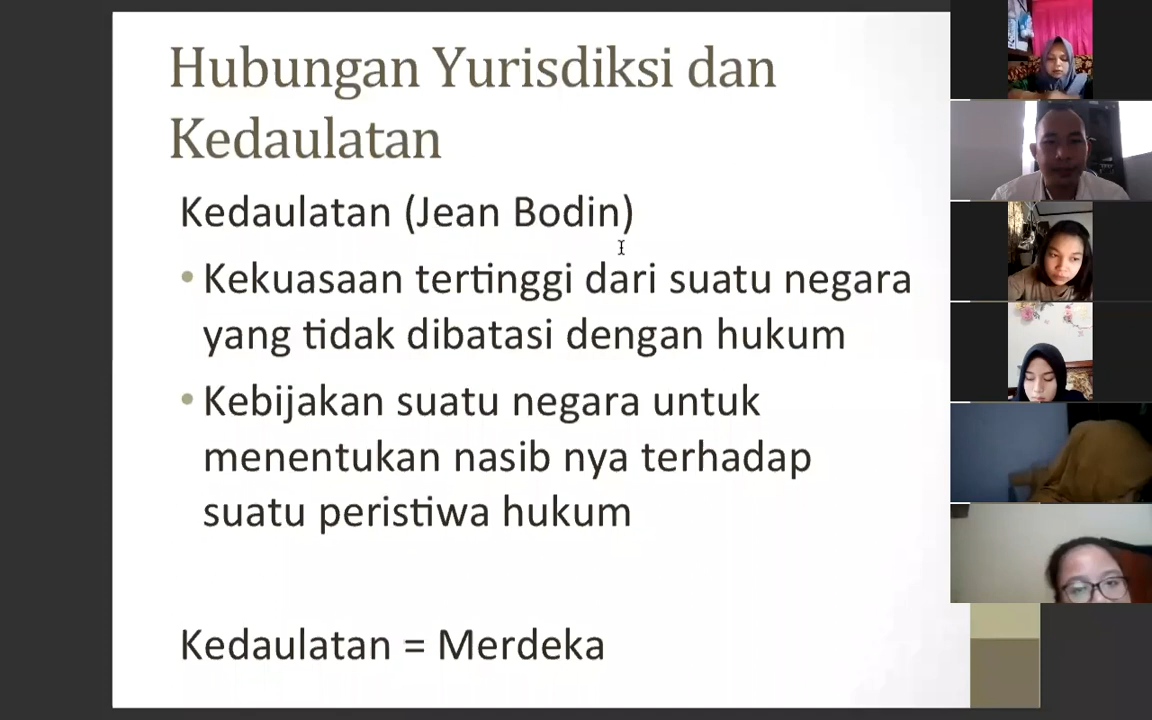 Hubungan Yurisdiksi dan
Kedaulatan
Kedaulatan (Jean Bodin)
• Kekuasaan tertinggi dari suatu negara
yang tidak dibatasi dengan hukum
• Kebijakan suatu negara untuk
menentukan nasib nya terhadap
suatu peristiwa hukum
Kedaulatan = Merdeka